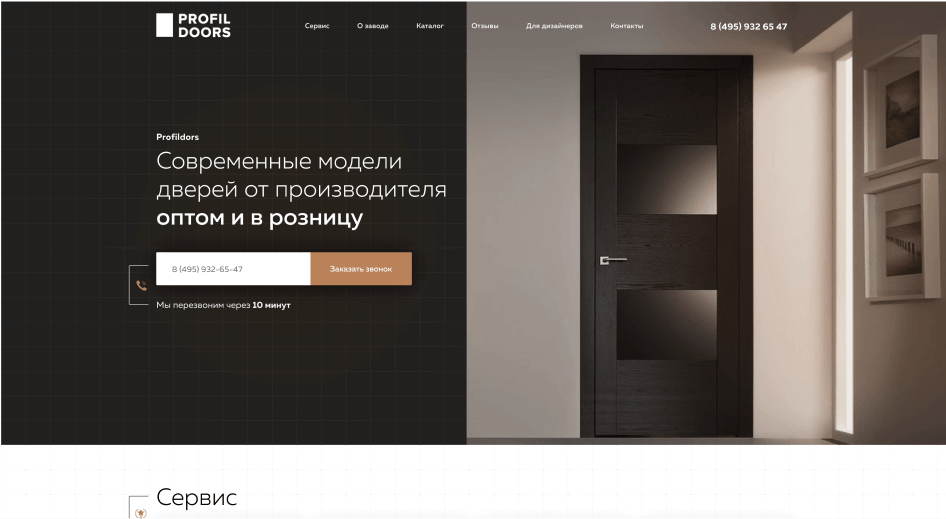 PROFIL
DOORS
Сервис
О заводе
Каталог
Отзывы
Для дизайнеров
Контакты
8 (495) 932 65 47
Profildors
Современные модели
дверей от производителя
оптом и в розницу
8 (495) 932-65-47
Заказать звонок
Мы перезвоним через 10 минут
Сервис